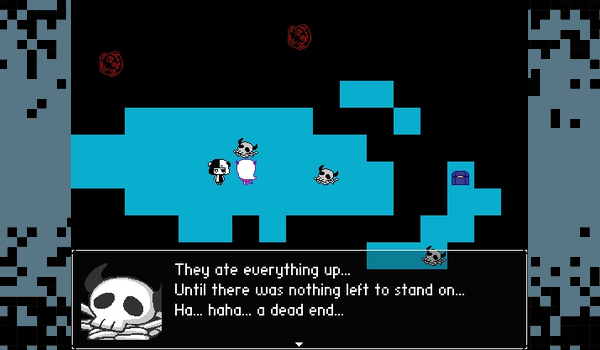 They ate everything up...
Until there was nothing left to stand on...
Ha... haha... a dead end...